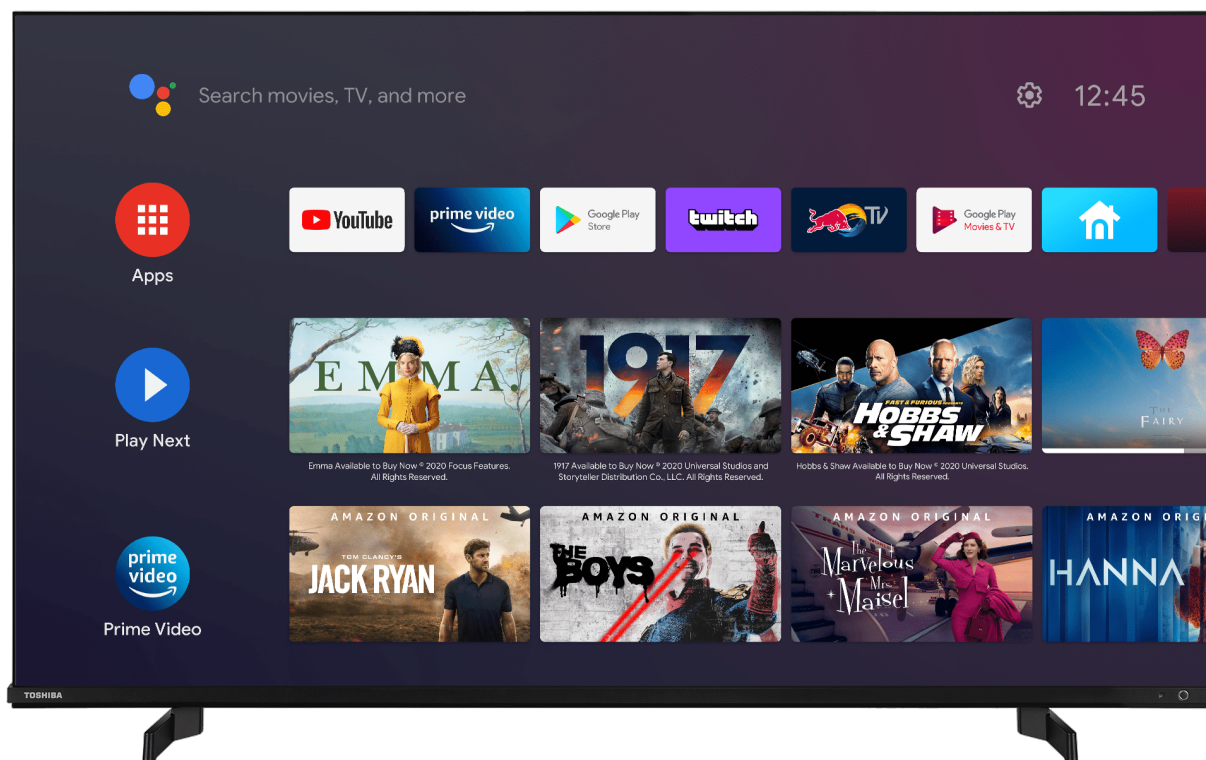 Search movies, TV, and more
12:45
YouTube
prime video
Google Play
Store
twitch
TV
Google Play
Movies & TV
Apps
EMMA.
1917
FAST & FURIOUS PRESENTS
HOBBS
& SHAW
THE
FAIRY
Play Next
Emma Available to Buy Now © 2020 Focus Features.
All Rights Reserved.
1917 Available to Buy Now © 2020 Universal Studios and
Storyteller Distribution Co., LLC. All Rights Reserved.
Hobbs & Shaw Available to Buy Now © 2020 Universal Studios.
All Rights Reserved.
AMAZON ORIGINAL
TOM CLANCY'S
JACK RYAN
AMAZON ORIGINAL
THE
BOYS
AMAZON ORIGINAL
The
Marvelous
Mrs.
Maisel
AMAZON ORIG
HANNA
prime
video
Prime Video
TOSHIBA